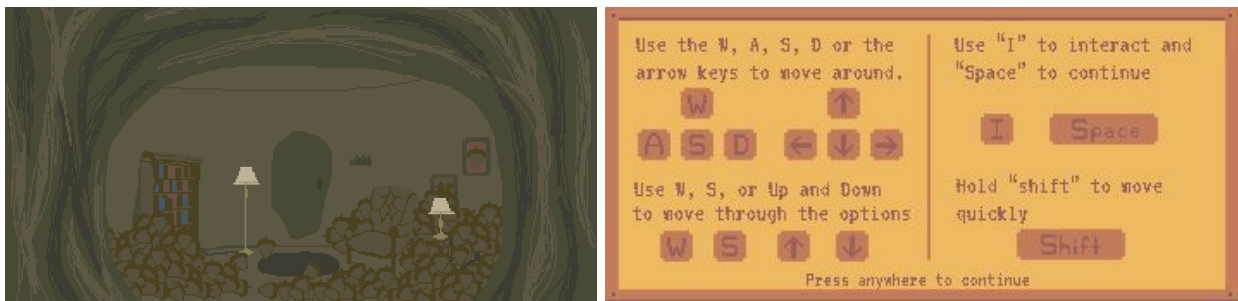 Use the W, A, S, D or the
arrow keys to move around.
W
A S D
↑
← ↓ →
Use W, S, or Up and Down
to move through the options
W S ↑ ↓
Use "I" to interact and
"Space" to continue
I Space
Hold "shift" to move
quickly
Shift
Press anywhere to continue